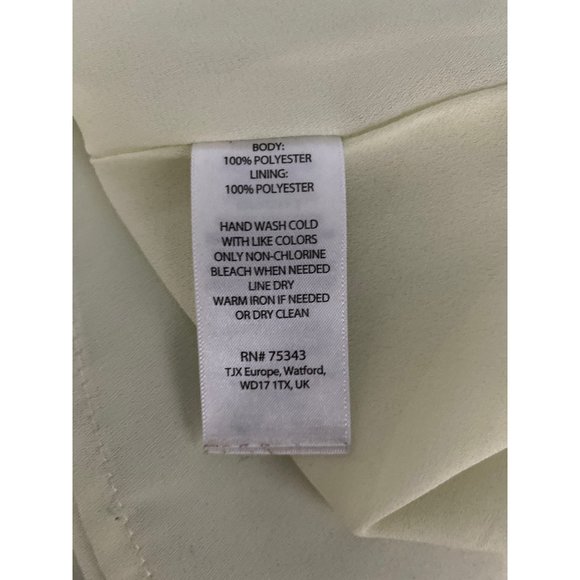 BODY:
100% POLYESTER
LINING:
100% POLYESTER
HAND WASH COLD
WITH LIKE COLORS
ONLY NON-CHLORINE
BLEACH WHEN NEEDED
LINE DRY
WARM IRON IF NEEDED
OR DRY CLEAN
RN# 75343
TJX Europe, Watford,
WD17 1TX, UK